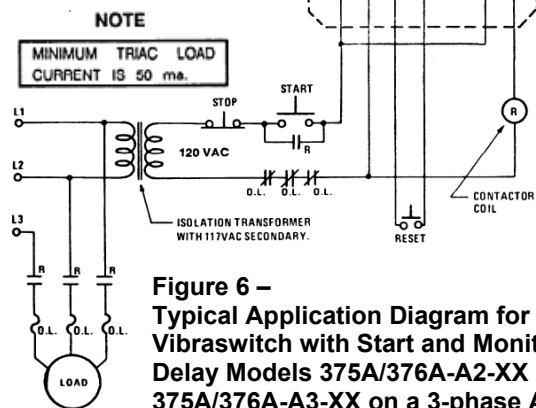 NOTE
MINIMUM TRIAC LOAD
CURRENT IS 50 ma.
START
STOP
L1
R
R
120 VAC
L2
O.L. O.L. O.L.
CONTACTOR
COIL
L3
ISOLATION TRANSFORMER
WITH 117VAC SECONDARY.
RESET
R R R
O.L. O.L. O.L.
LOAD
Figure 6 –
Typical Application Diagram for
Vibraswitch with Start and Monit
Delay Models 375A/376A-A2-XX
375A/376A-A3-XX on a 3-phase A